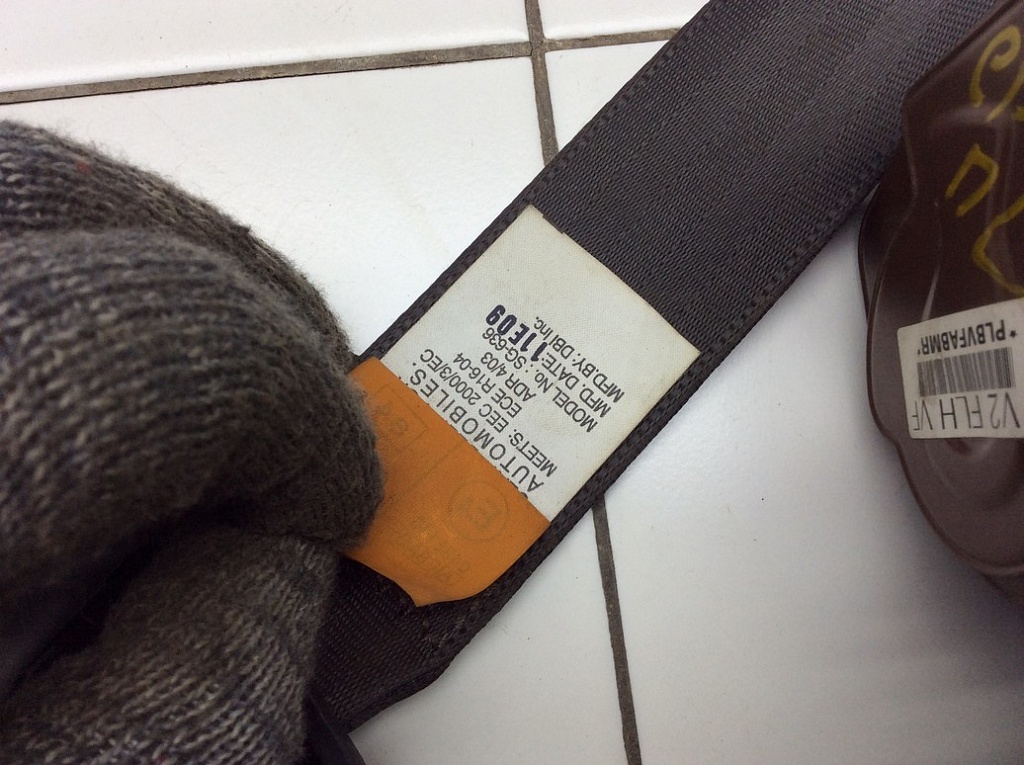 AUTOMOBILES
MEETS: EEC 2000/3/EC
ECE R16-04
ADR 4/03
MODEL No: SG-636
MFD. DATE: 11E09
MFD.BY: DBI Inc.
V2 FLH VF
*PLBVFABMR*